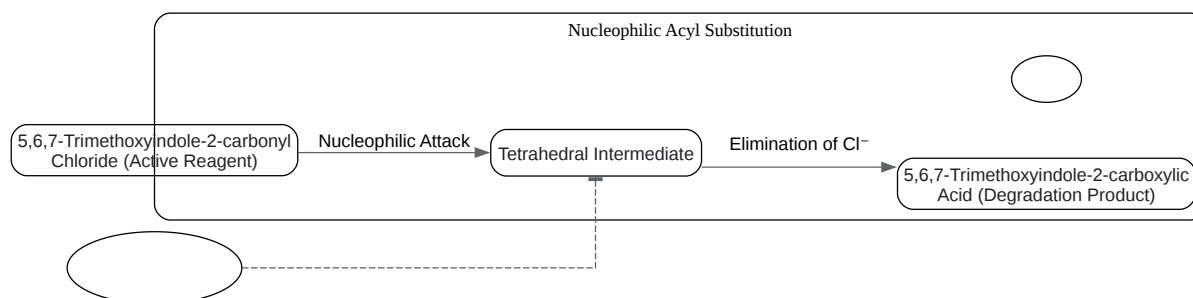 Nucleophilic Acyl Substitution
5,6,7-Trimethoxyindole-2-carbonyl
Chloride (Active Reagent)
Nucleophilic Attack
Tetrahedral Intermediate
Elimination of Cl⁻
5,6,7-Trimethoxyindole-2-carboxylic
Acid (Degradation Product)